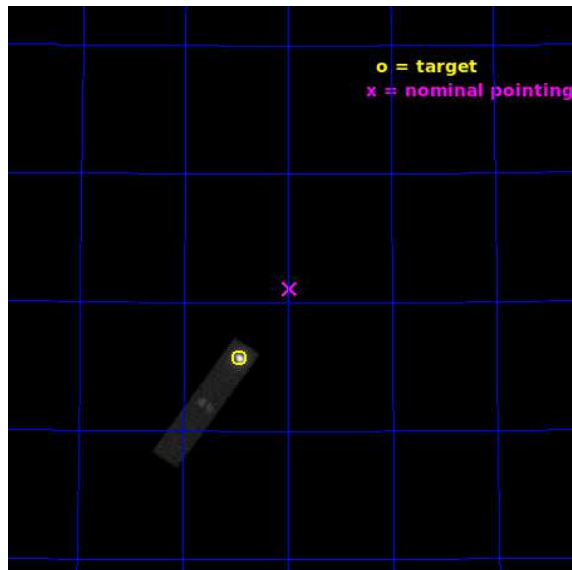 o = target
x = nominal pointing